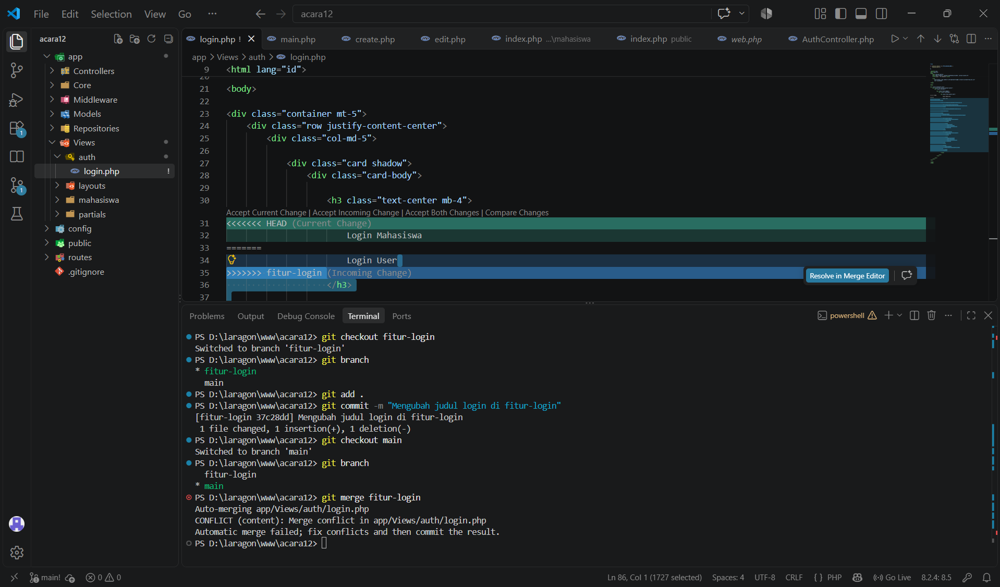 File Edit Selection View Go ··· acara12
acara12
app
Controllers
Core
Middleware
Models
Repositories
Views
auth
login.php !
layouts
mahasiswa
partials
config
public
routes
.gitignore
1
1
login.php ! main.php create.php edit.php index.php ...\mahasiswa index.php public web.php AuthController.php
app > Views > auth > login.php
9 <html lang="id">
20
21 <body>
22
23 <div class="container mt-5">
24 <div class="row justify-content-center">
25 <div class="col-md-5">
26
27 <div class="card shadow">
28 <div class="card-body">
29
30 <h3 class="text-center mb-4">
Accept Current Change | Accept Incoming Change | Accept Both Changes | Compare Changes
31 <<<<<<< HEAD (Current Change)
32 Login Mahasiswa
33 =======
34 Login User
35 >>>>>>> fitur-login (Incoming Change)
36 </h3>
37
Resolve in Merge Editor
Problems Output Debug Console Terminal Ports powershell
PS D:\laragon\www\acara12> git checkout fitur-login
Switched to branch 'fitur-login'
PS D:\laragon\www\acara12> git branch
* fitur-login
main
PS D:\laragon\www\acara12> git add .
PS D:\laragon\www\acara12> git commit -m "Mengubah judul login di fitur-login"
[fitur-login 37c28dd] Mengubah judul login di fitur-login
1 file changed, 1 insertion(+), 1 deletion(-)
PS D:\laragon\www\acara12> git checkout main
Switched to branch 'main'
PS D:\laragon\www\acara12> git branch
fitur-login
* main
PS D:\laragon\www\acara12> git merge fitur-login
Auto-merging app/Views/auth/login.php
CONFLICT (content): Merge conflict in app/Views/auth/login.php
Automatic merge failed; fix conflicts and then commit the result.
PS D:\laragon\www\acara12>
main! 0 0 Ln 86, Col 1 (1727 selected) Spaces: 4 UTF-8 CRLF { } PHP Go Live 8.2.4: 8.5